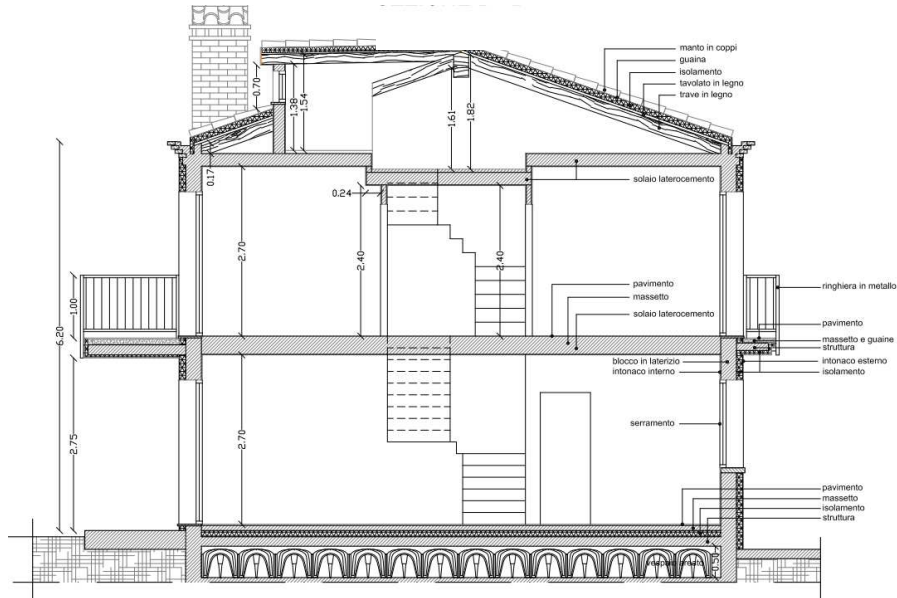 manto in coppi
guaina
isolamento
tavolato in legno
trave in legno
0.70
1.38
1.54
1.61
1.82
0.17
solaio laterocemento
0.24
2.70
2.40
2.40
6.20
1.00
pavimento
massetto
solaio laterocemento
ringhiera in metallo
pavimento
massetto e guaine
struttura
blocco in laterizio
intonaco interno
intonaco esterno
isolamento
2.75
2.70
serramento
pavimento
massetto
isolamento
struttura
vespaio areato